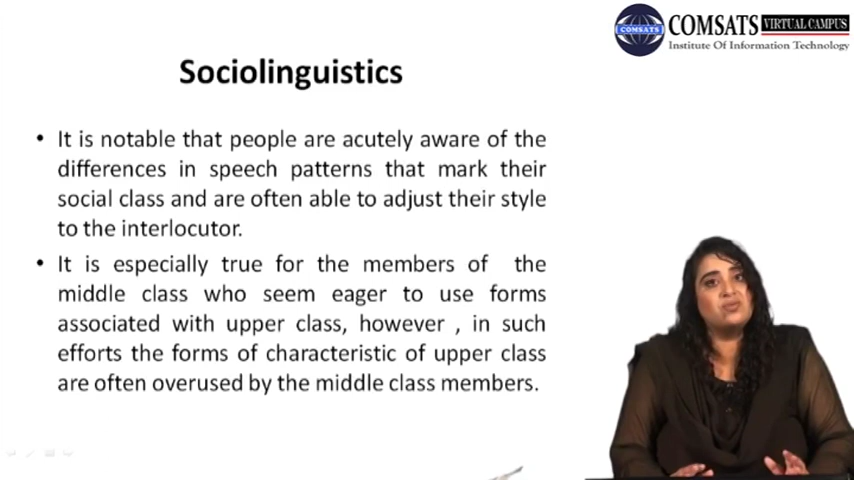 COMSATS
COMSATS VIRTUAL CAMPUS
Institute Of Information Technology
Sociolinguistics
• It is notable that people are acutely aware of the
differences in speech patterns that mark their
social class and are often able to adjust their style
to the interlocutor.
• It is especially true for the members of the
middle class who seem eager to use forms
associated with upper class, however , in such
efforts the forms of characteristic of upper class
are often overused by the middle class members.